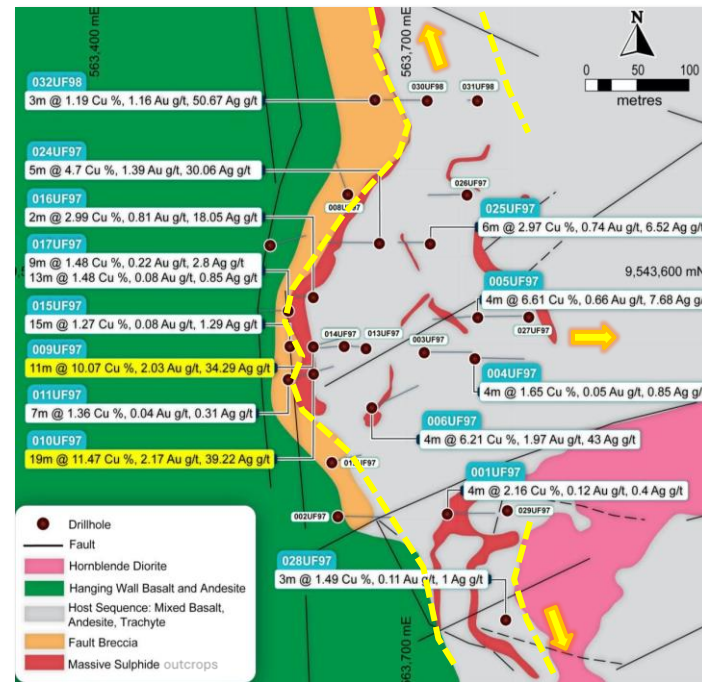 563,400 mE
563,700 mE
N
0
50
100
metres
032UF98
3m @ 1.19 Cu %, 1.16 Au g/t, 50.67 Ag g/t
030UF98
031UF98
024UF97
5m @ 4.7 Cu %, 1.39 Au g/t, 30.06 Ag g/t
026UF97
016UF97
2m @ 2.99 Cu %, 0.81 Au g/t, 18.05 Ag g/t
025UF97
6m @ 2.97 Cu %, 0.74 Au g/t, 6.52 Ag g/t
017UF97
9m @ 1.48 Cu %, 0.22 Au g/t, 2.8 Ag g/t
13m @ 1.48 Cu %, 0.08 Au g/t, 0.85 Ag g/t
9,543,600 mN
005UF97
4m @ 6.61 Cu %, 0.66 Au g/t, 7.68 Ag g/
027UF97
015UF97
15m @ 1.27 Cu %, 0.08 Au g/t, 1.29 Ag g/t
014UF97
013UF97
003UF97
009UF97
11m @ 10.07 Cu %, 2.03 Au g/t, 34.29 Ag g/t
004UF97
4m @ 1.65 Cu %, 0.05 Au g/t, 0.85 Ag g/t
011UF97
7m @ 1.36 Cu %, 0.04 Au g/t, 0.31 Ag g/t
006UF97
4m @ 6.21 Cu %, 1.97 Au g/t, 43 Ag g/t
010UF97
19m @ 11.47 Cu %, 2.17 Au g/t, 39.22 Ag g/t
001UF97
4m @ 2.16 Cu %, 0.12 Au g/t, 0.4 Ag g/t
002UF97
029UF97
028UF97
3m @ 1.49 Cu %, 0.11 Au g/t, 1 Ag g/t
563,700 mE
Drillhole
Fault
Hornblende Diorite
Hanging Wall Basalt and Andesite
Host Sequence: Mixed Basalt,
Andesite, Trachyte
Fault Breccia
Massive Sulphide outcrops